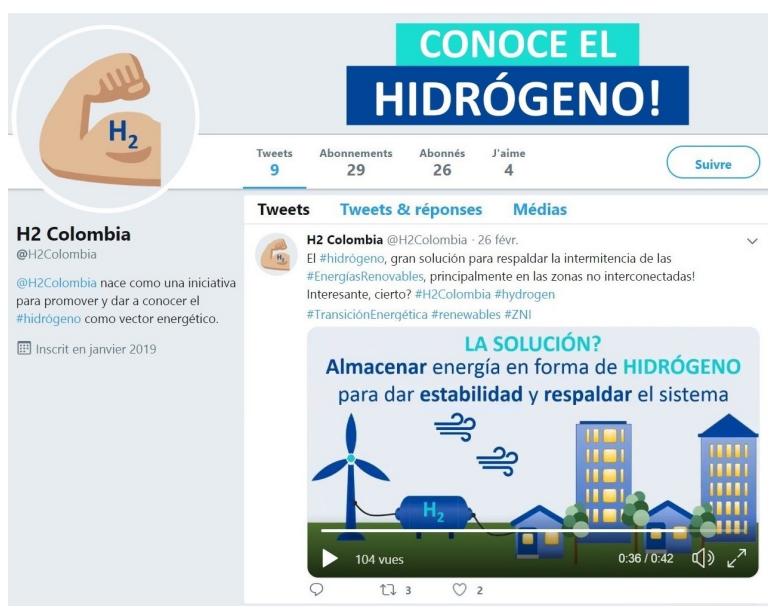 CONOCE EL
HIDRÓGENO!
H2
Tweets Abonnements Abonnés J'aime
9 29 26 4
Suivre
H2 Colombia
@H2Colombia
@H2Colombia nace como una iniciativa
para promover y dar a conocer el
#hidrógeno como vector energético.
Inscrit en janvier 2019
Tweets Tweets & réponses Médias
H2 Colombia @H2Colombia · 26 févr.
El #hidrógeno, gran solución para respaldar la intermitencia de las
#EnergíasRenovables, principalmente en las zonas no interconectadas!
Interesante, cierto? #H2Colombia #hydrogen
#TransiciónEnergética #renewables #ZNI
LA SOLUCIÓN?
Almacenar energía en forma de HIDRÓGENO
para dar estabilidad y respaldar el sistema
H2
104 vues 0:36 / 0:42
3 2